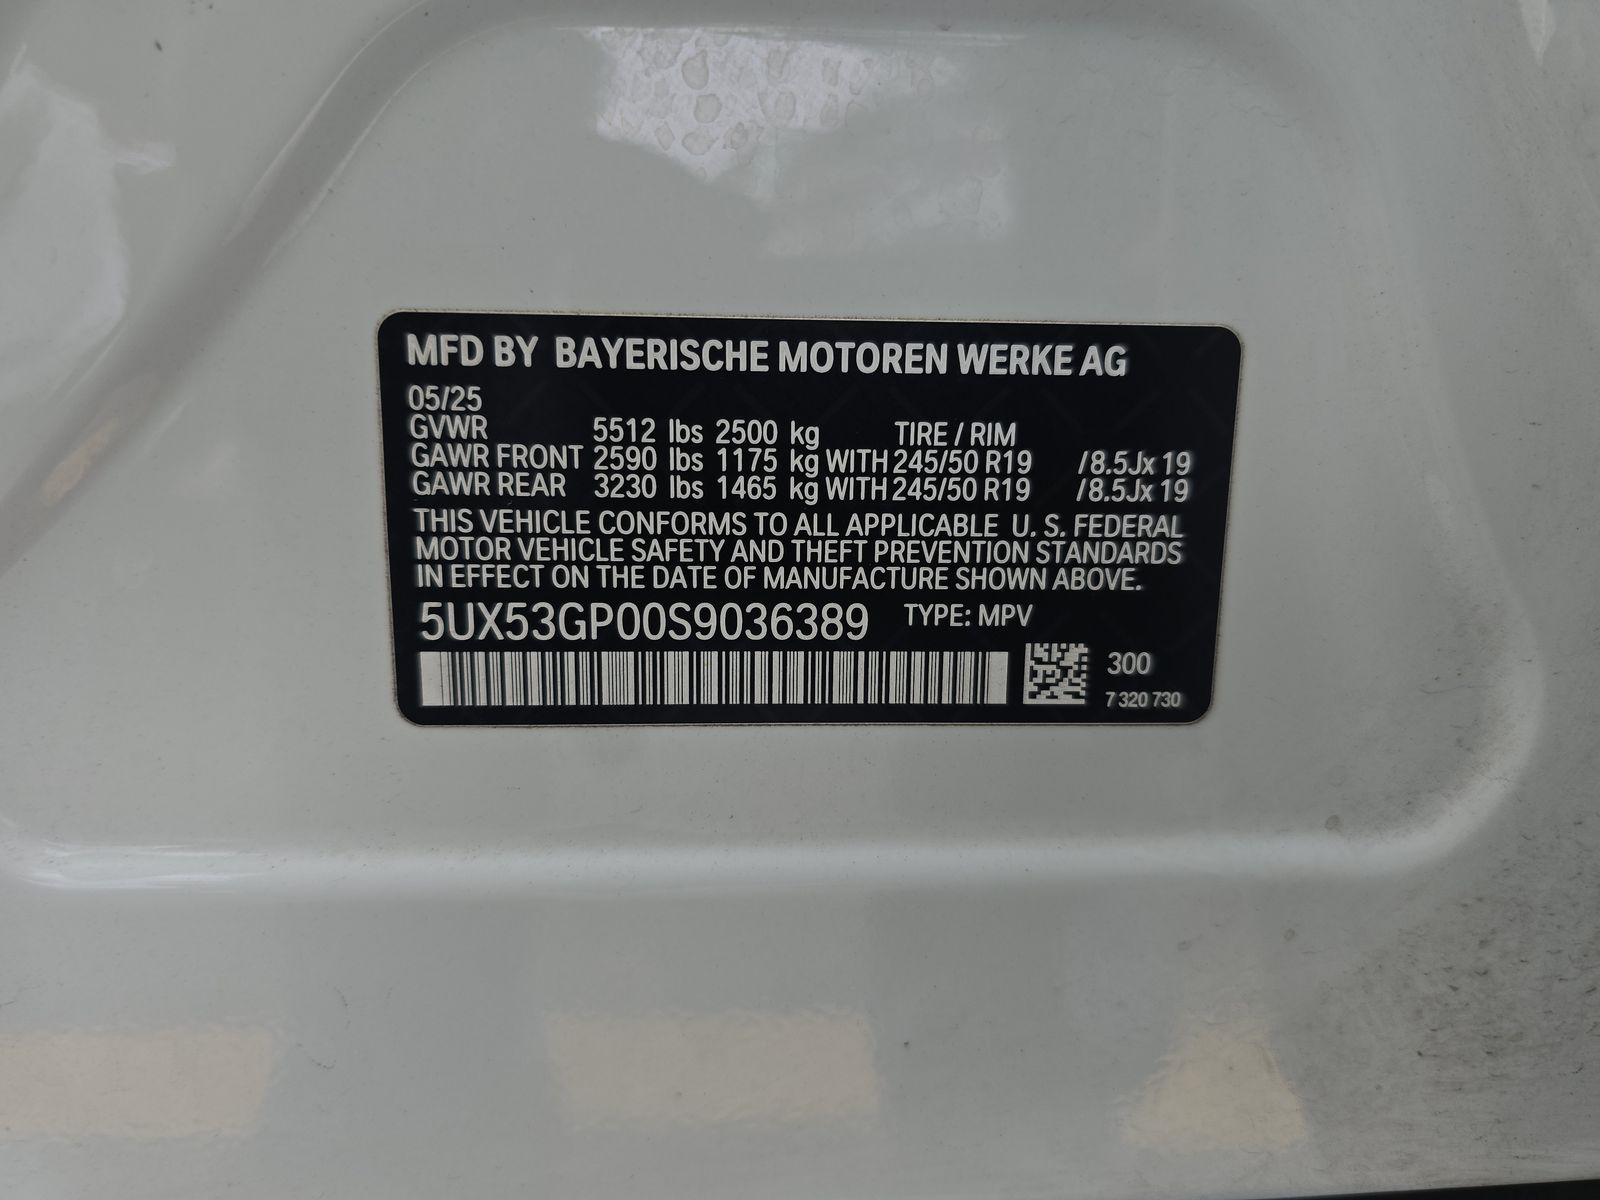 MFD BY BAYERISCHE MOTOREN WERKE AG
05/25
GVWR 5512 lbs 2500 kg TIRE / RIM
GAWR FRONT 2590 lbs 1175 kg WITH 245/50 R19 /8.5Jx 19
GAWR REAR 3230 lbs 1465 kg WITH 245/50 R19 /8.5Jx 19
THIS VEHICLE CONFORMS TO ALL APPLICABLE U. S. FEDERAL
MOTOR VEHICLE SAFETY AND THEFT PREVENTION STANDARDS
IN EFFECT ON THE DATE OF MANUFACTURE SHOWN ABOVE.
5UX53GP00S9036389 TYPE: MPV
300
7 320 730